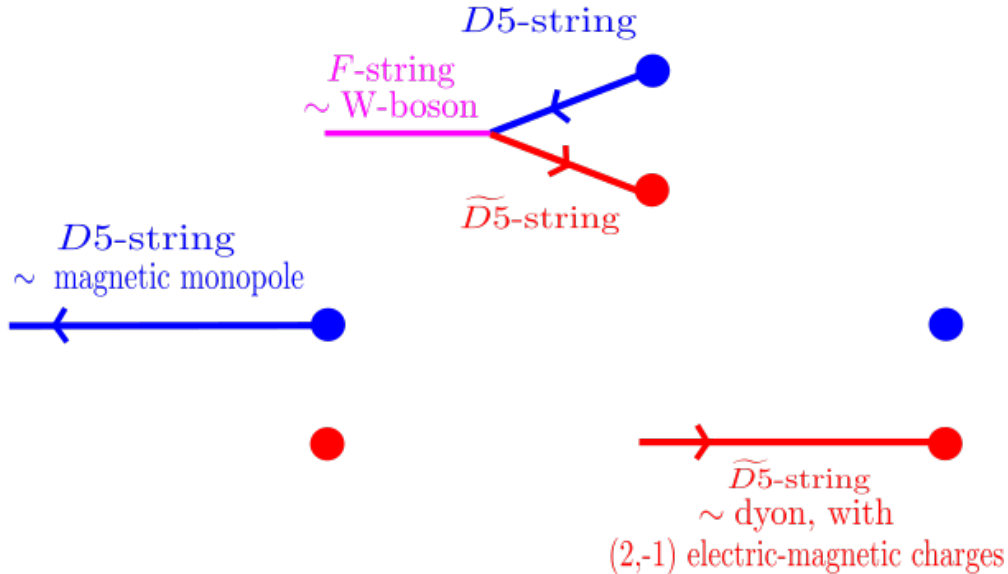 D5-string
F-string
~ W-boson
D̃5-string
D5-string
~ magnetic monopole
D̃5-string
~ dyon, with
(2,-1) electric-magnetic charges